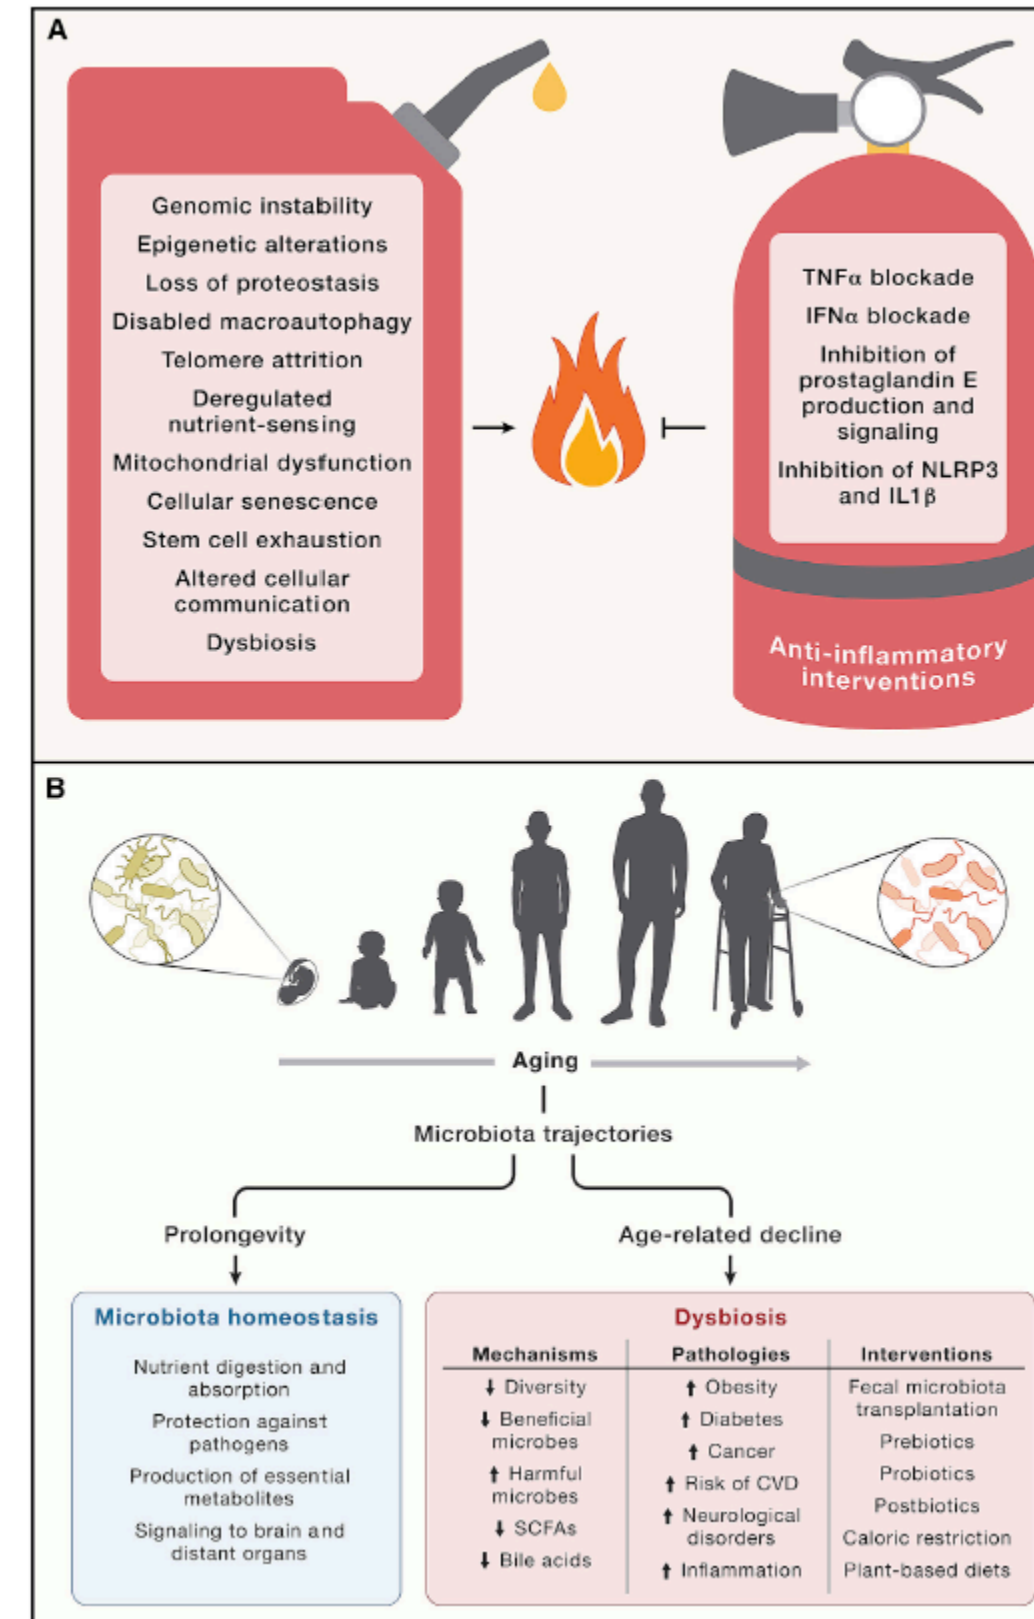 A
Genomic instability
Epigenetic alterations
Loss of proteostasis
Disabled macroautophagy
Telomere attrition
Deregulated
nutrient-sensing
Mitochondrial dysfunction
Cellular senescence
Stem cell exhaustion
Altered cellular
communication
Dysbiosis
TNFα blockade
IFNα blockade
Inhibition of
prostaglandin E
production and
signaling
Inhibition of NLRP3
and IL1β
Anti-inflammatory
interventions
B
Aging
Microbiota trajectories
Prolongevity
Age-related decline
Microbiota homeostasis
Nutrient digestion and
absorption
Protection against
pathogens
Production of essential
metabolites
Signaling to brain and
distant organs
Dysbiosis
Mechanisms
⬇ Diversity
⬇ Beneficial
microbes
⬆ Harmful
microbes
⬇ SCFAs
⬇ Bile acids
Pathologies
⬆ Obesity
⬆ Diabetes
⬆ Cancer
⬆ Risk of CVD
⬆ Neurological
disorders
⬆ Inflammation
Interventions
Fecal microbiota
transplantation
Prebiotics
Probiotics
Postbiotics
Caloric restriction
Plant-based diets